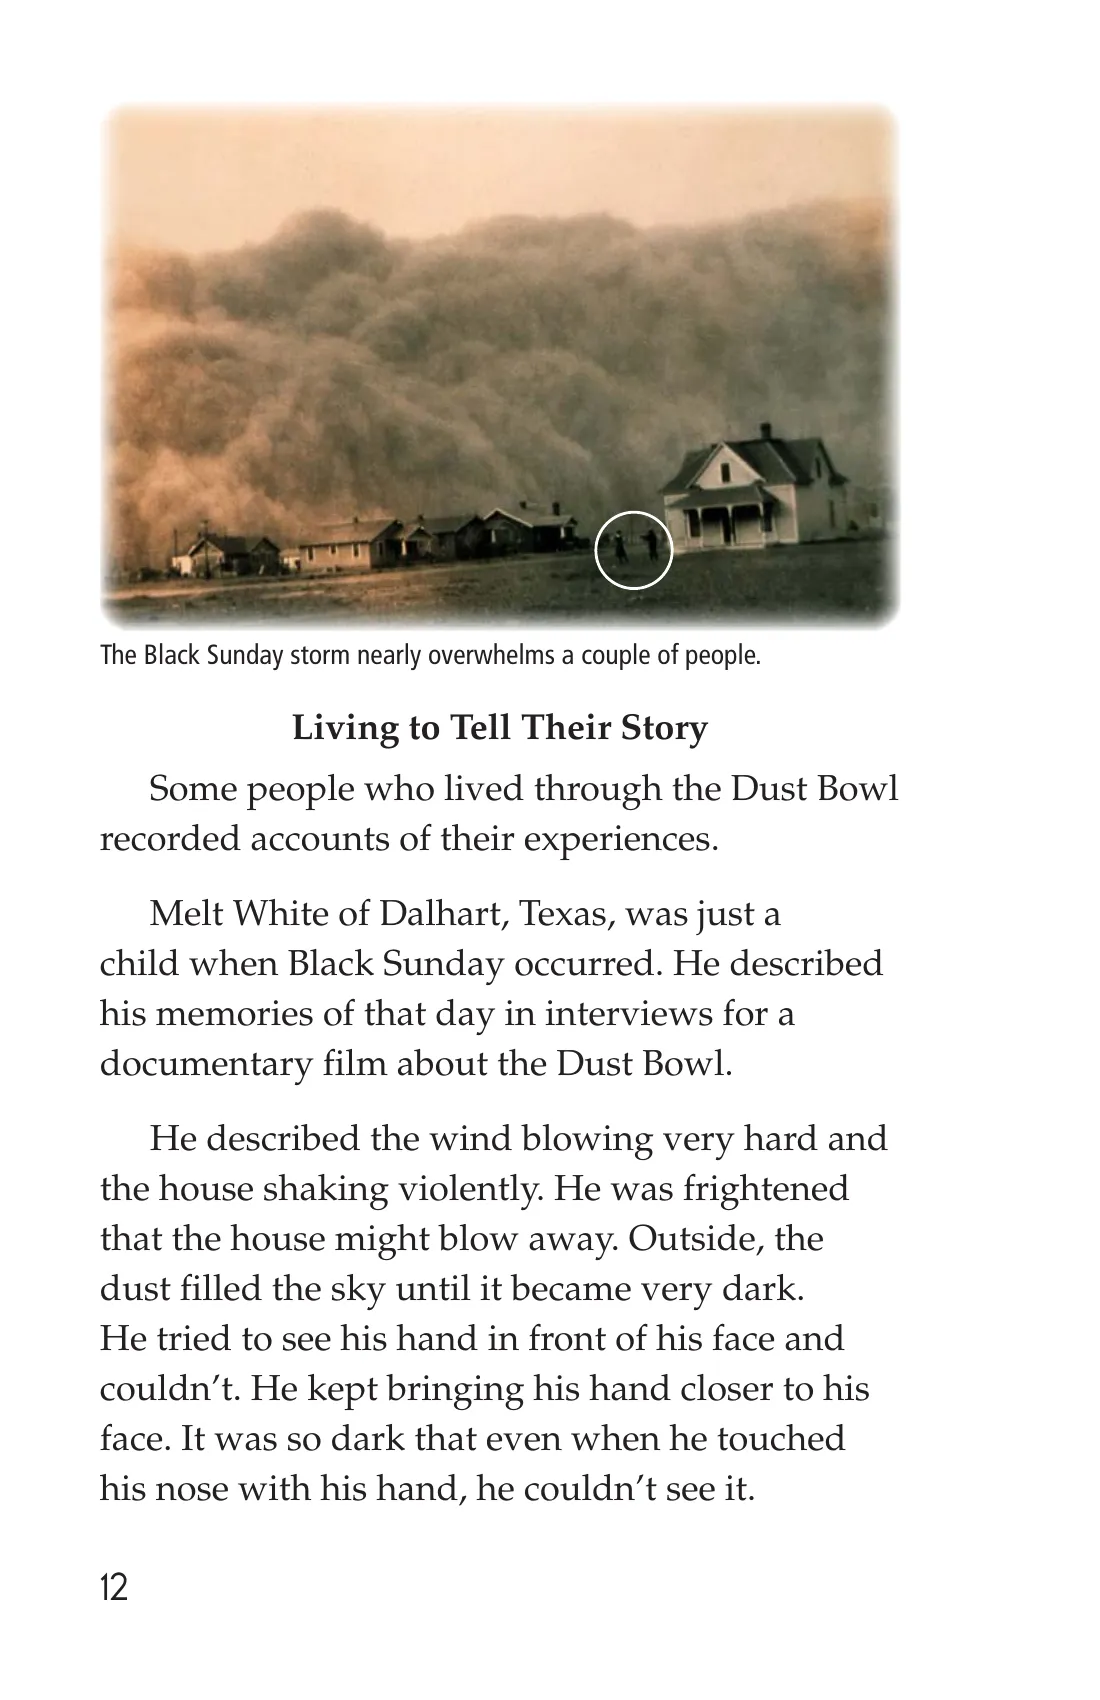 The Black Sunday storm nearly overwhelms a couple of people.
Living to Tell Their Story
Some people who lived through the Dust Bowl
recorded accounts of their experiences.
Melt White of Dalhart, Texas, was just a
child when Black Sunday occurred. He described
his memories of that day in interviews for a
documentary film about the Dust Bowl.
He described the wind blowing very hard and
the house shaking violently. He was frightened
that the house might blow away. Outside, the
dust filled the sky until it became very dark.
He tried to see his hand in front of his face and
couldn’t. He kept bringing his hand closer to his
face. It was so dark that even when he touched
his nose with his hand, he couldn’t see it.
12